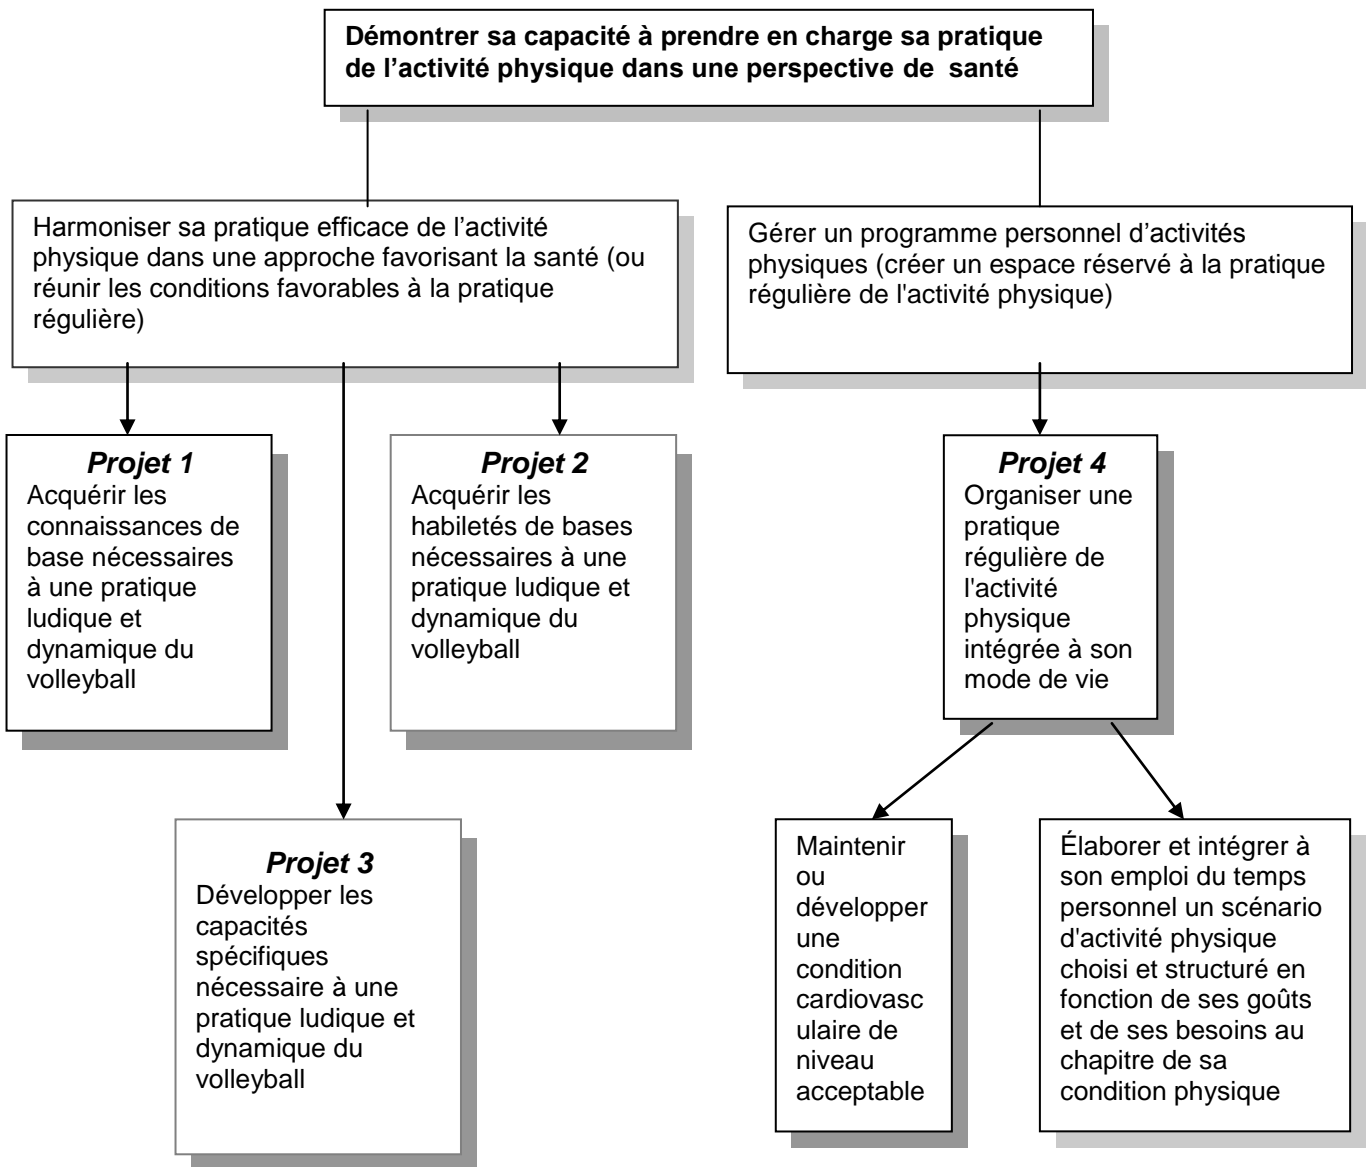 Démontrer sa capacité à prendre en charge sa pratique
de l’activité physique dans une perspective de santé
Harmoniser sa pratique efficace de l’activité
physique dans une approche favorisant la santé (ou
réunir les conditions favorables à la pratique
régulière)
Gérer un programme personnel d’activités
physiques (créer un espace réservé à la pratique
régulière de l'activité physique)
Projet 1
Acquérir les
connaissances de
base nécessaires
à une pratique
ludique et
dynamique du
volleyball
Projet 2
Acquérir les
habiletés de bases
nécessaires à une
pratique ludique et
dynamique du
volleyball
Projet 4
Organiser une
pratique
régulière de
l'activité
physique
intégrée à son
mode de vie
Projet 3
Développer les
capacités
spécifiques
nécessaire à une
pratique ludique et
dynamique du
volleyball
Maintenir
ou
développer
une
condition
cardiovasc
ulaire de
niveau
acceptable
Élaborer et intégrer à
son emploi du temps
personnel un scénario
d'activité physique
choisi et structuré en
fonction de ses goûts
et de ses besoins au
chapitre de sa
condition physique